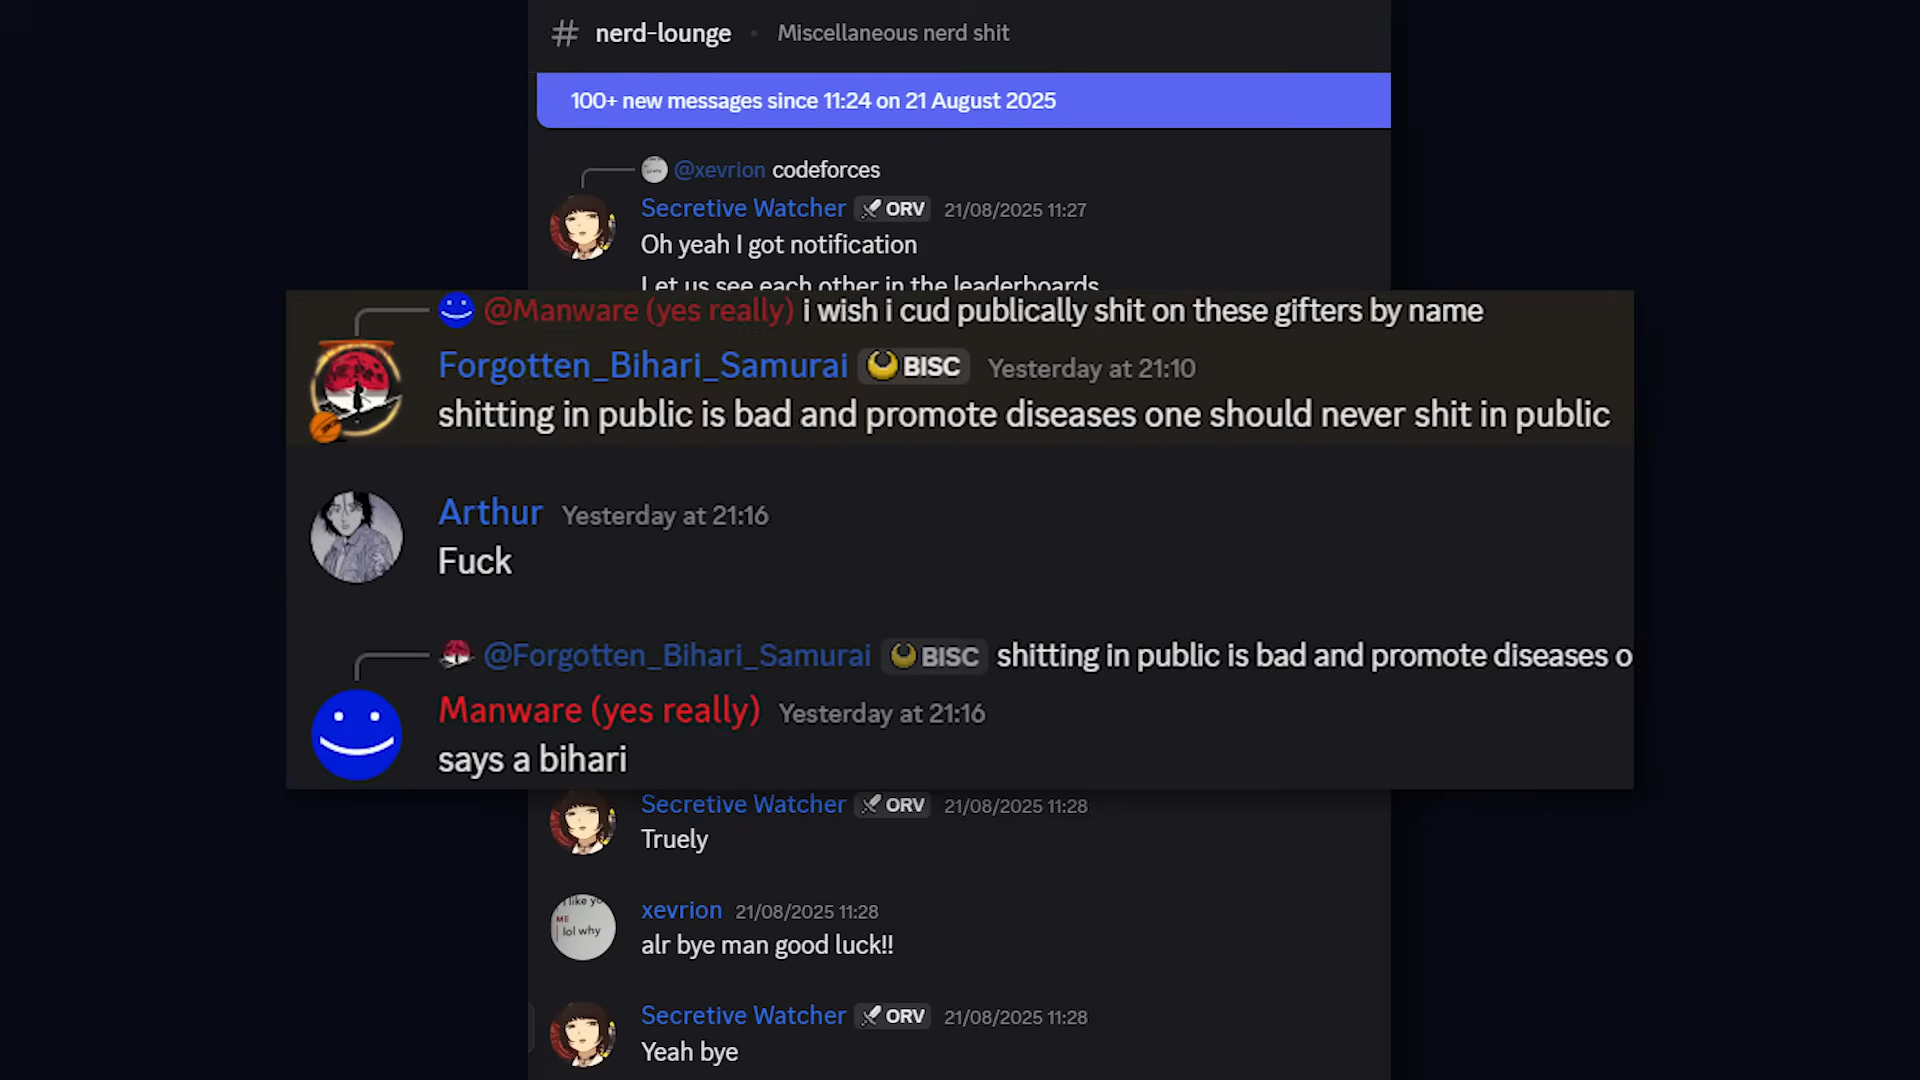 nerd-lounge • Miscellaneous nerd shit
100+ new messages since 11:24 on 21 August 2025
@xevrion codeforces
Secretive Watcher ORV 21/08/2025 11:27
Oh yeah I got notification
Let us see each other in the leaderboards
@Manware (yes really) i wish i cud publically shit on these gifters by name
Forgotten_Bihari_Samurai BISC Yesterday at 21:10
shitting in public is bad and promote diseases one should never shit in public
Arthur Yesterday at 21:16
Fuck
@Forgotten_Bihari_Samurai BISC shitting in public is bad and promote diseases o
Manware (yes really) Yesterday at 21:16
says a bihari
Secretive Watcher ORV 21/08/2025 11:28
Truely
I like yo
ME
lol why
xevrion 21/08/2025 11:28
alr bye man good luck!!
Secretive Watcher ORV 21/08/2025 11:28
Yeah bye